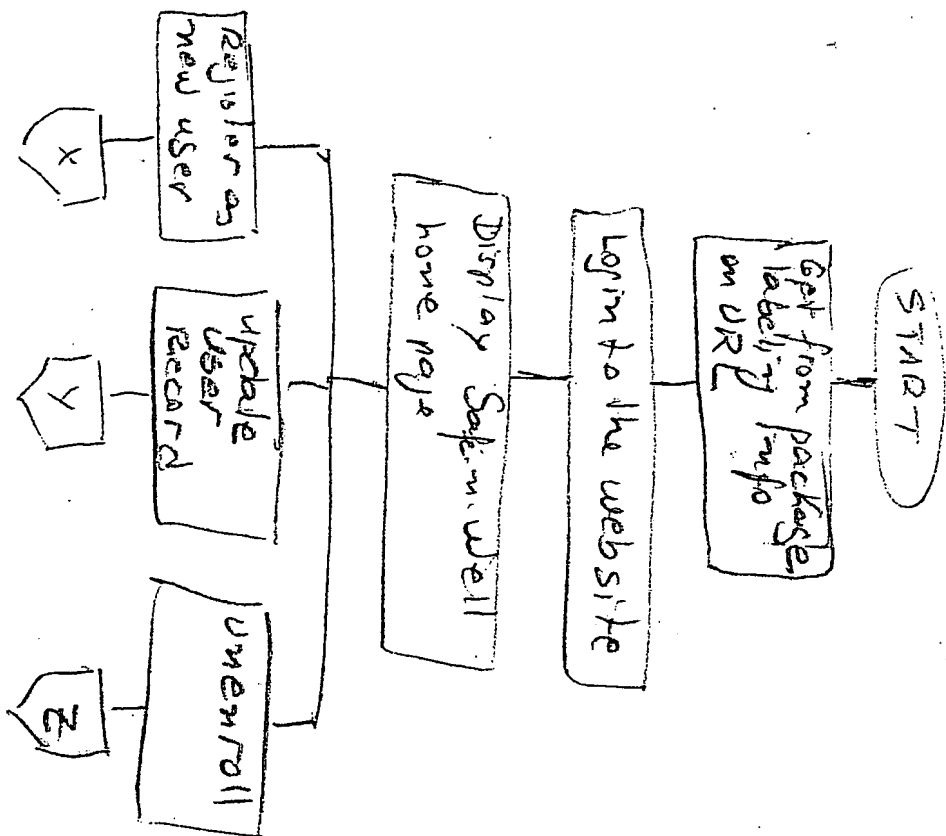 START
Get from package
labeling info
on URL
Login to the website
Display Safe.n.Well
home page
Register as
new user
update
user
record
unenroll
X
Y
Z